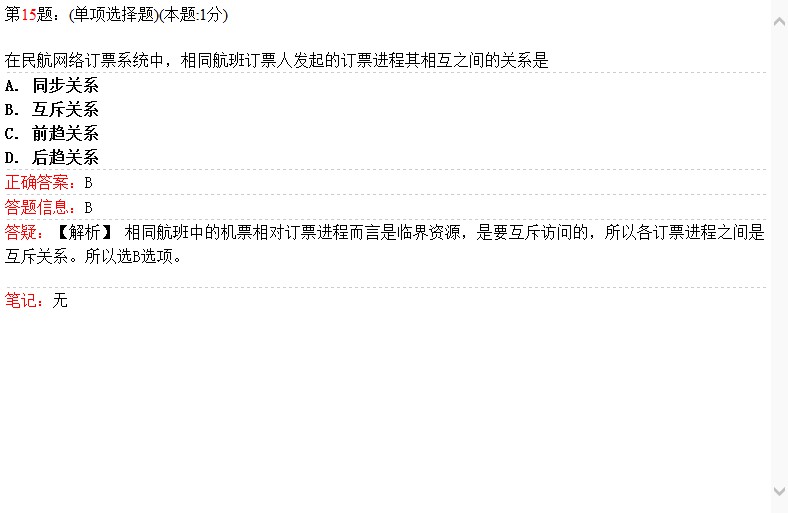 第15题：(单项选择题)(本题:1分)
在民航网络订票系统中，相同航班订票人发起的订票进程其相互之间的关系是
A. 同步关系
B. 互斥关系
C. 前趋关系
D. 后趋关系
正确答案：B
答题信息：B
答疑：【解析】 相同航班中的机票相对订票进程而言是临界资源，是要互斥访问的，所以各订票进程之间是
互斥关系。所以选B选项。
笔记：无